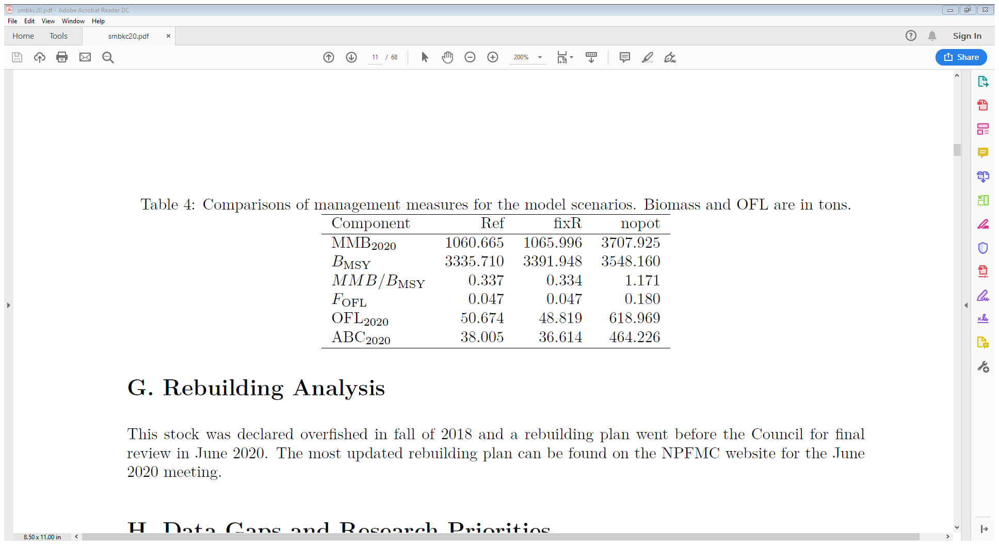 smbkc20.pdf - Adobe Acrobat Reader DC
File Edit View Window Help
Home Tools smbkc20.pdf × Sign In
11 / 68 200% Share
Table 4: Comparisons of management measures for the model scenarios. Biomass and OFL are in tons.
Component Ref fixR nopot
MMB2020 1060.665 1065.996 3707.925
BMSY 3335.710 3391.948 3548.160
MMB/BMSY 0.337 0.334 1.171
FOFL 0.047 0.047 0.180
OFL2020 50.674 48.819 618.969
ABC2020 38.005 36.614 464.226
G. Rebuilding Analysis
This stock was declared overfished in fall of 2018 and a rebuilding plan went before the Council for final
review in June 2020. The most updated rebuilding plan can be found on the NPFMC website for the June
2020 meeting.
H. Data Gaps and Research Priorities
8.50 x 11.00 in